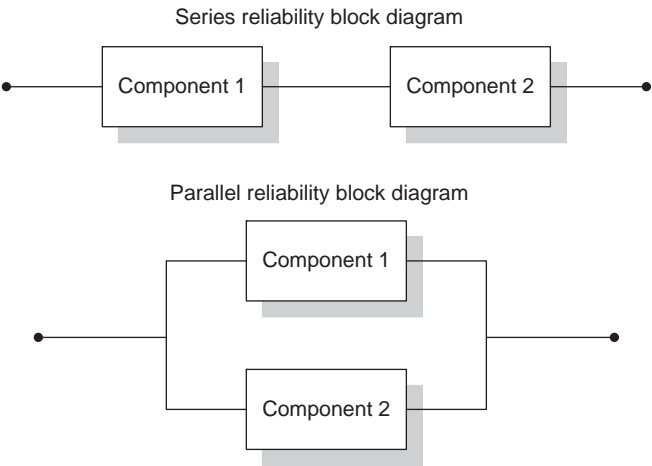 Series reliability block diagram
Component 1
Component 2
Parallel reliability block diagram
Component 1
Component 2